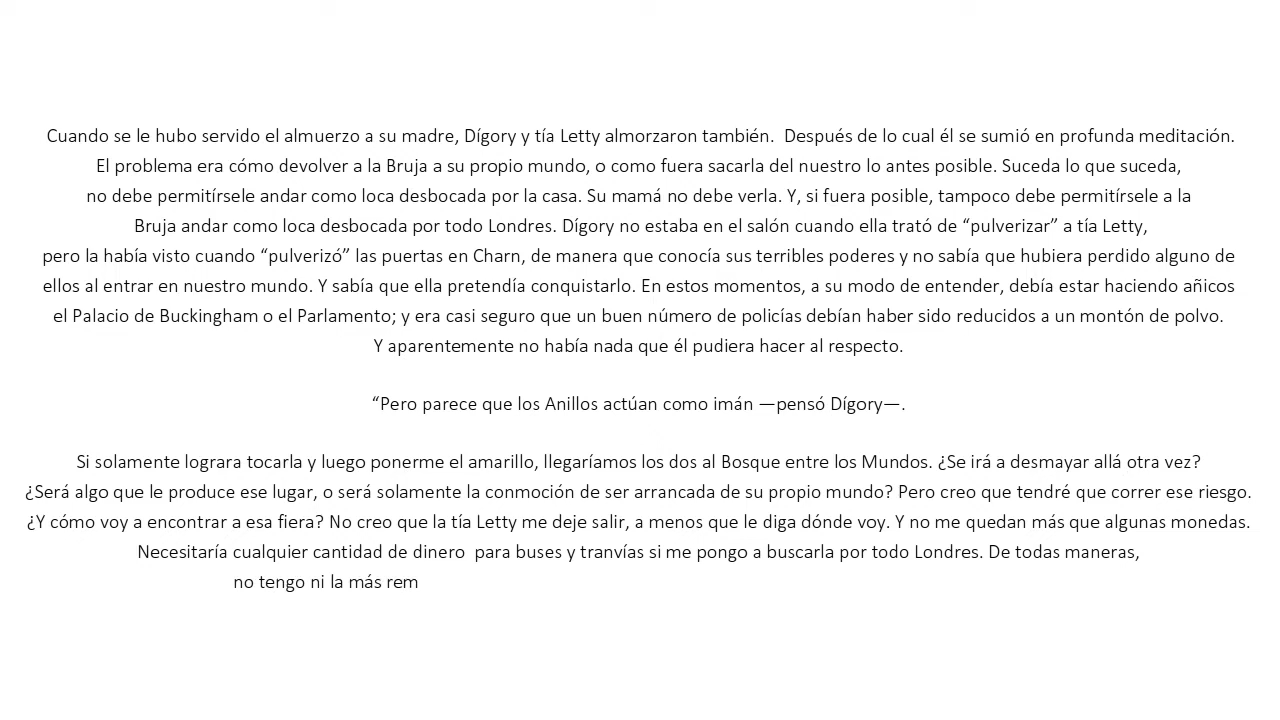 Cuando se le hubo servido el almuerzo a su madre, Dígory y tía Letty almorzaron también.  Después de lo cual él se sumió en profunda meditación.
El problema era cómo devolver a la Bruja a su propio mundo, o como fuera sacarla del nuestro lo antes posible. Suceda lo que suceda,
no debe permitírsele andar como loca desbocada por la casa. Su mamá no debe verla. Y, si fuera posible, tampoco debe permitírsele a la
Bruja andar como loca desbocada por todo Londres. Dígory no estaba en el salón cuando ella trató de “pulverizar” a tía Letty,
pero la había visto cuando “pulverizó” las puertas en Charn, de manera que conocía sus terribles poderes y no sabía que hubiera perdido alguno de
ellos al entrar en nuestro mundo. Y sabía que ella pretendía conquistarlo. En estos momentos, a su modo de entender, debía estar haciendo añicos
el Palacio de Buckingham o el Parlamento; y era casi seguro que un buen número de policías debían haber sido reducidos a un montón de polvo.
Y aparentemente no había nada que él pudiera hacer al respecto.
“Pero parece que los Anillos actúan como imán —pensó Dígory—.
Si solamente lograra tocarla y luego ponerme el amarillo, llegaríamos los dos al Bosque entre los Mundos. ¿Se irá a desmayar allá otra vez?
¿Será algo que le produce ese lugar, o será solamente la conmoción de ser arrancada de su propio mundo? Pero creo que tendré que correr ese riesgo.
¿Y cómo voy a encontrar a esa fiera? No creo que la tía Letty me deje salir, a menos que le diga dónde voy. Y no me quedan más que algunas monedas.
Necesitaría cualquier cantidad de dinero  para buses y tranvías si me pongo a buscarla por todo Londres. De todas maneras,
no tengo ni la más rem